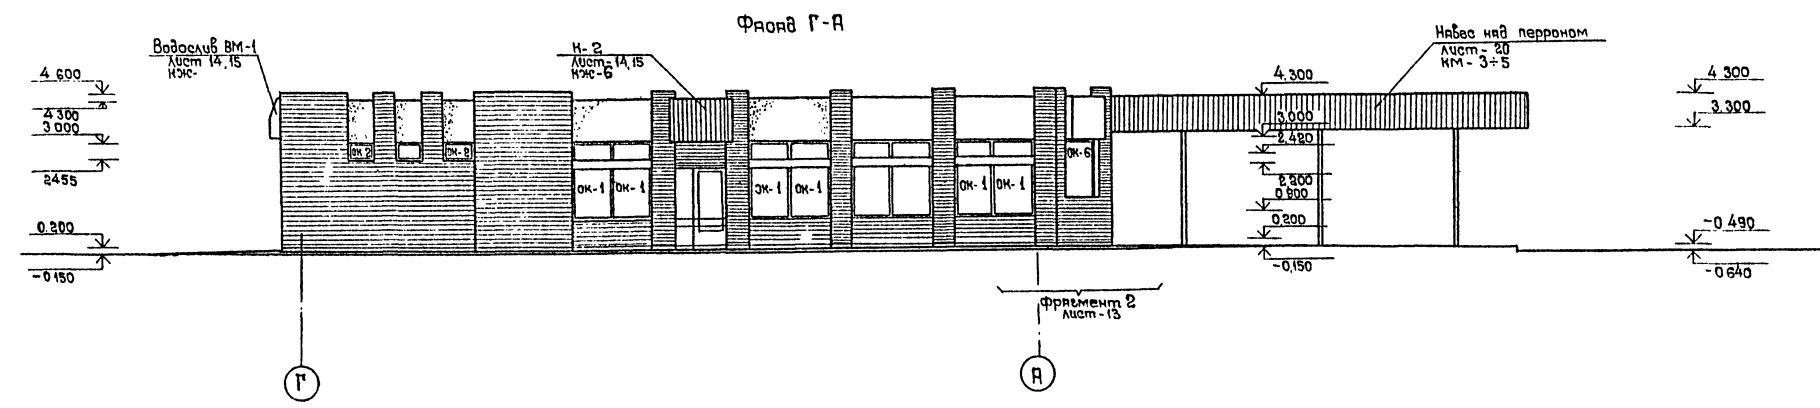 Фасад Г-А
Водослив ВМ-1
лист 14,15
КЖ-
К-2
лист-14,15
КЖ-6
Навес над перроном
лист-20
КМ-3÷5
4.600
4.300
3.000
2455
0.200
-0.150
4.300
3.000
2.420
2.200
0.800
0.200
-0.150
4.300
3.300
-0.490
-0.640
ОК-2
ОК-2
ОК-1 ОК-1
ОК-1 ОК-1
ОК-1 ОК-1
ОК-6
Фрагмент 2
лист-13
Г
А